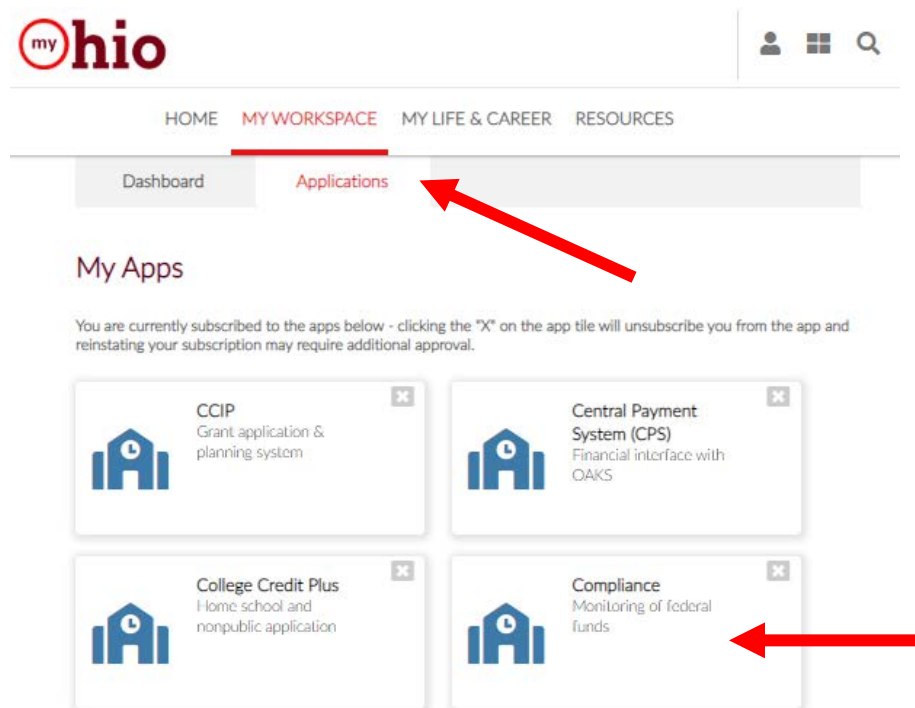 my Ohio
HOME MY WORKSPACE MY LIFE & CAREER RESOURCES
Dashboard Applications
My Apps
You are currently subscribed to the apps below - clicking the "X" on the app tile will unsubscribe you from the app and
reinstating your subscription may require additional approval.
CCIP
Grant application &
planning system
Central Payment
System (CPS)
Financial interface with
OAKS
College Credit Plus
Home school and
nonpublic application
Compliance
Monitoring of federal
funds